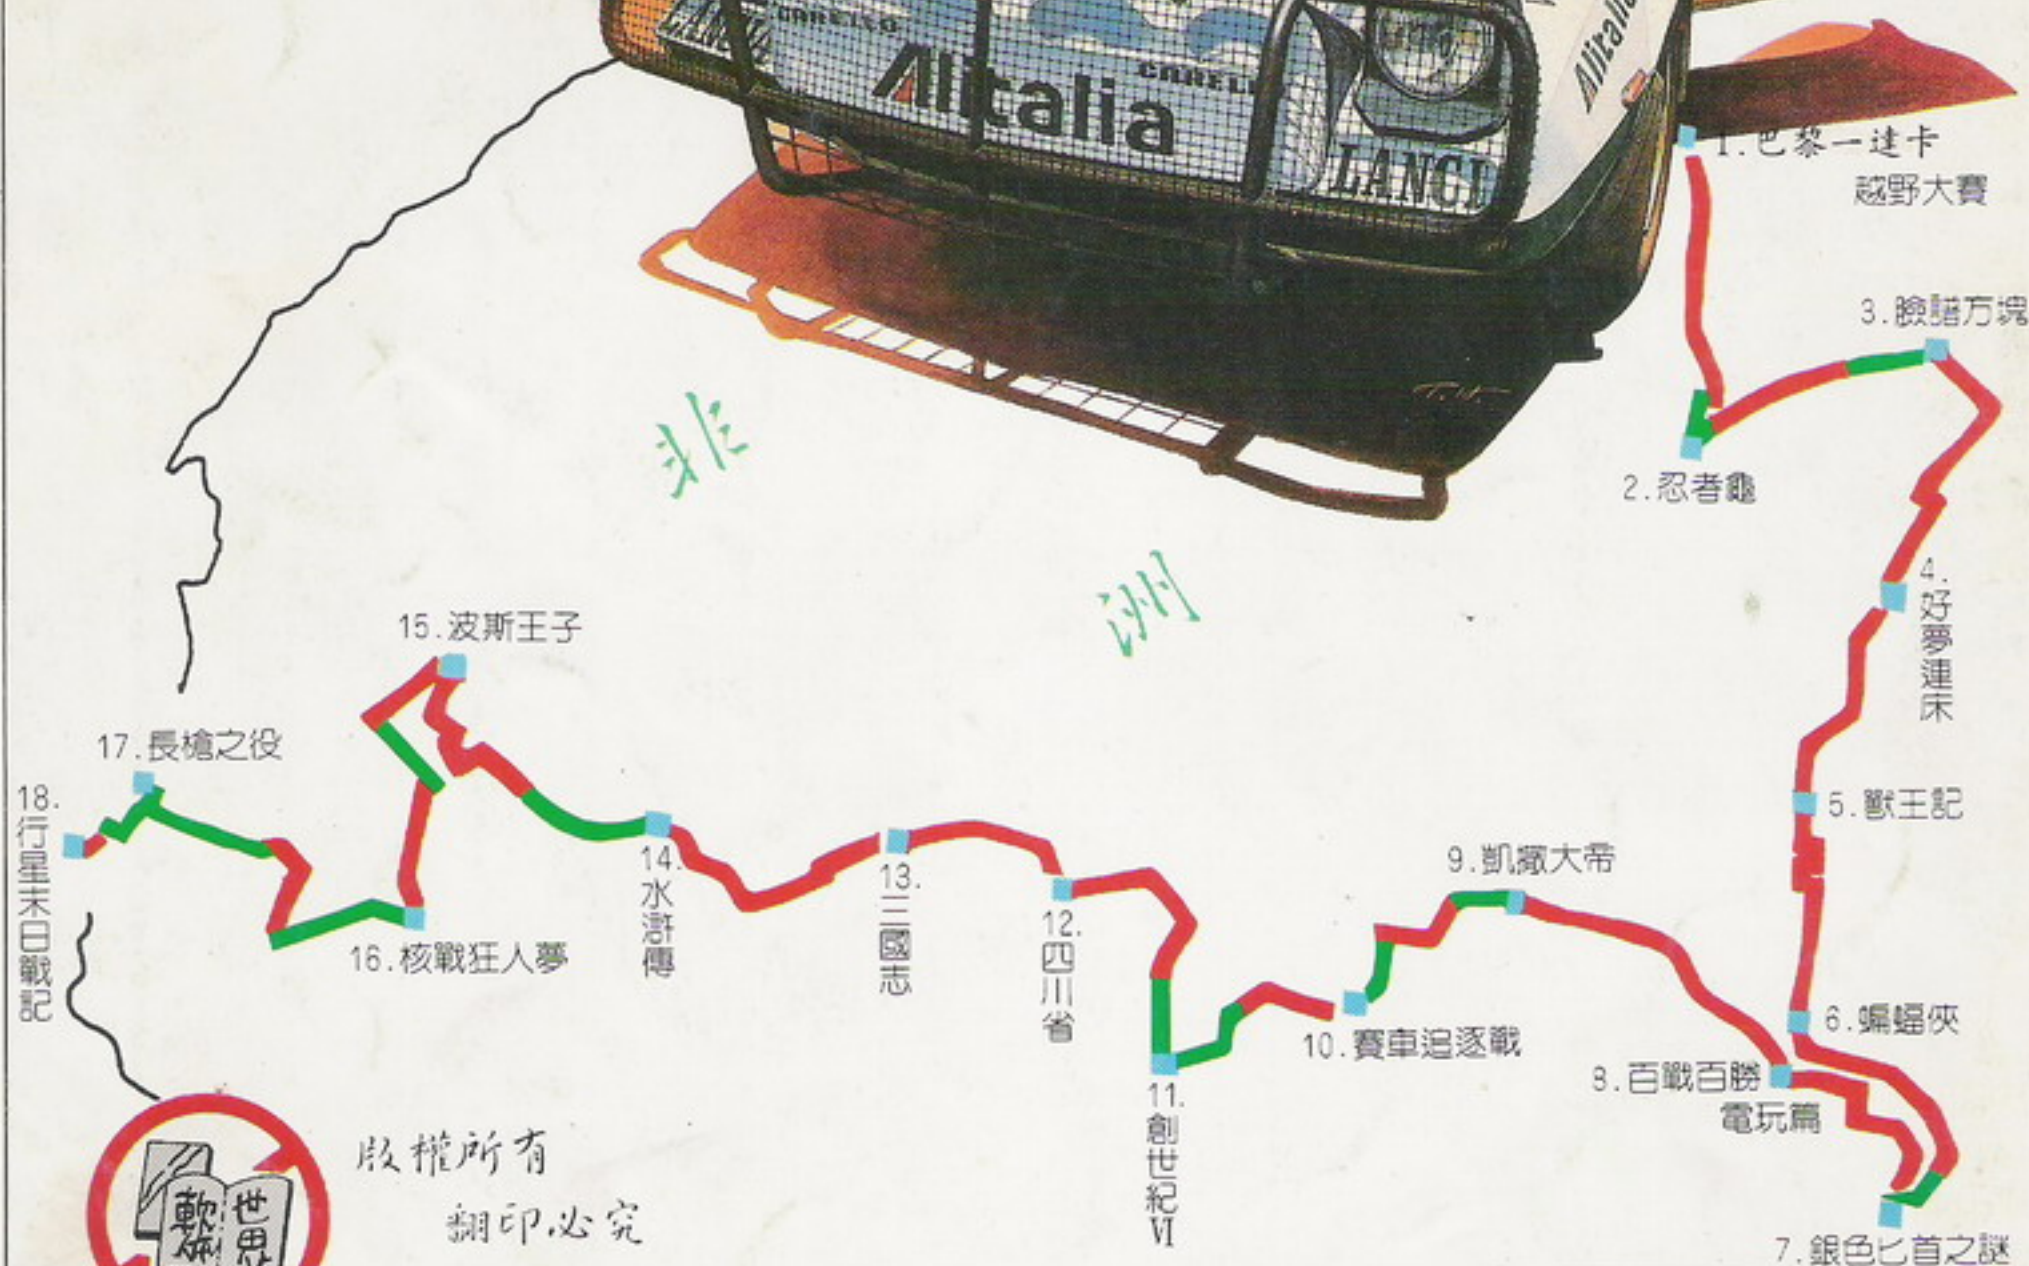 CARELLO
Alitalia
CARELLO
Alitalia
1.巴黎—達卡
越野大賽
2.忍者龜
3.臉譜方塊
4.好夢連床
5.獸王記
6.蝙蝠俠
7.銀色匕首之謎
8.百戰百勝
電玩篇
9.凱撒大帝
10.賽車追逐戰
11.創世紀Ⅵ
12.四川省
13.三國志
14.水滸傳
15.波斯王子
16.核戰狂人夢
17.長槍之役
18.行星末日戰記
非
洲
版權所有
翻印必究